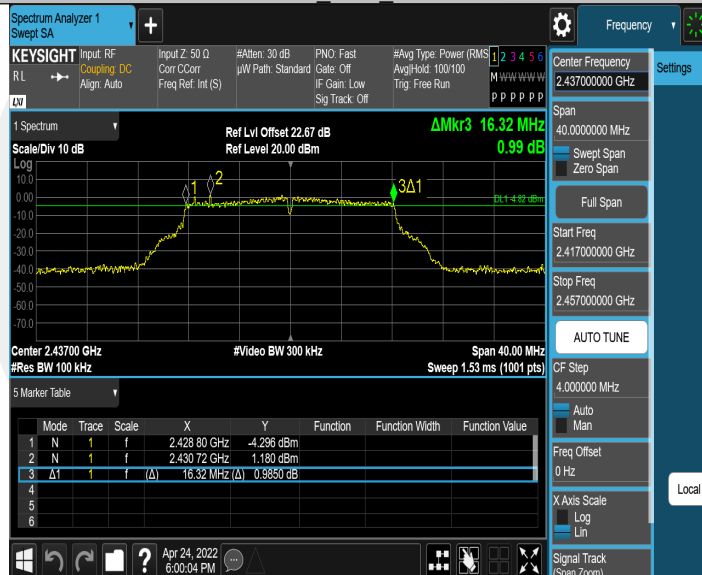 Spectrum Analyzer 1
Swept SA
+
Frequency
KEYSIGHT
RL
LXI
Input: RF
Coupling: DC
Align: Auto
Input Z: 50 Ω
Corr CCorr
Freq Ref: Int (S)
#Atten: 30 dB
µW Path: Standard
PNO: Fast
Gate: Off
IF Gain: Low
Sig Track: Off
#Avg Type: Power (RMS
Avg|Hold: 100/100
Trig: Free Run
1 2 3 4 5 6
M W W W W W
P P P P P P
Center Frequency
2.437000000 GHz
Settings
Span
40.0000000 MHz
Swept Span
Zero Span
Full Span
Start Freq
2.417000000 GHz
Stop Freq
2.457000000 GHz
AUTO TUNE
CF Step
4.000000 MHz
Auto
Man
Freq Offset
0 Hz
X Axis Scale
Log
Lin
Signal Track
(Span Zoom)
Local
1 Spectrum
Scale/Div 10 dB
Ref Lvl Offset 22.67 dB
Ref Level 20.00 dBm
ΔMkr3 16.32 MHz
0.99 dB
Log
10.0
0.00
-10.0
-20.0
-30.0
-40.0
-50.0
-60.0
-70.0
1
2
3Δ1
DL1 -4.82 dBm
Center 2.43700 GHz
#Video BW 300 kHz
Span 40.00 MHz
#Res BW 100 kHz
Sweep 1.53 ms (1001 pts)
5 Marker Table
Mode Trace Scale X Y Function Function Width Function Value
1 N 1 f 2.428 80 GHz -4.296 dBm
2 N 1 f 2.430 72 GHz 1.180 dBm
3 Δ1 1 f (Δ) 16.32 MHz (Δ) 0.9850 dB
4
5
6
?
Apr 24, 2022
6:00:04 PM